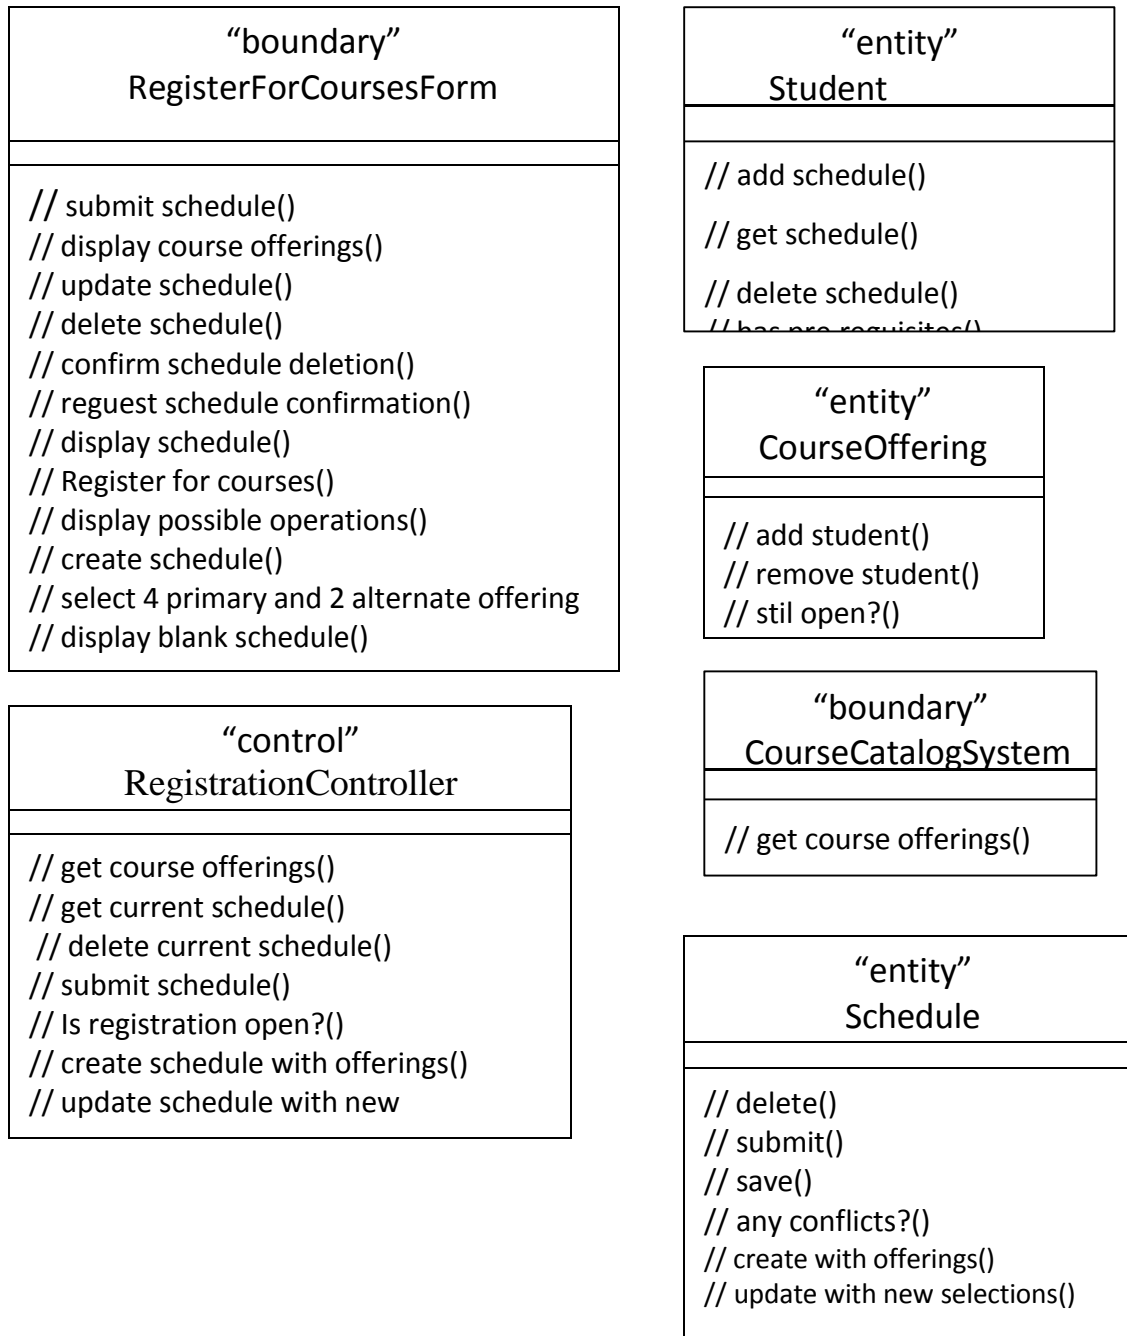 “boundary”
RegisterForCoursesForm
// submit schedule()
// display course offerings()
// update schedule()
// delete schedule()
// confirm schedule deletion()
// reguest schedule confirmation()
// display schedule()
// Register for courses()
// display possible operations()
// create schedule()
// select 4 primary and 2 alternate offering
// display blank schedule()
“control”
RegistrationController
// get course offerings()
// get current schedule()
// delete current schedule()
// submit schedule()
// Is registration open?()
// create schedule with offerings()
// update schedule with new
“entity”
Student
// add schedule()
// get schedule()
// delete schedule()
// has pre reguisites()
“entity”
CourseOffering
// add student()
// remove student()
// stil open?()
“boundary”
CourseCatalogSystem
// get course offerings()
“entity”
Schedule
// delete()
// submit()
// save()
// any conflicts?()
// create with offerings()
// update with new selections()